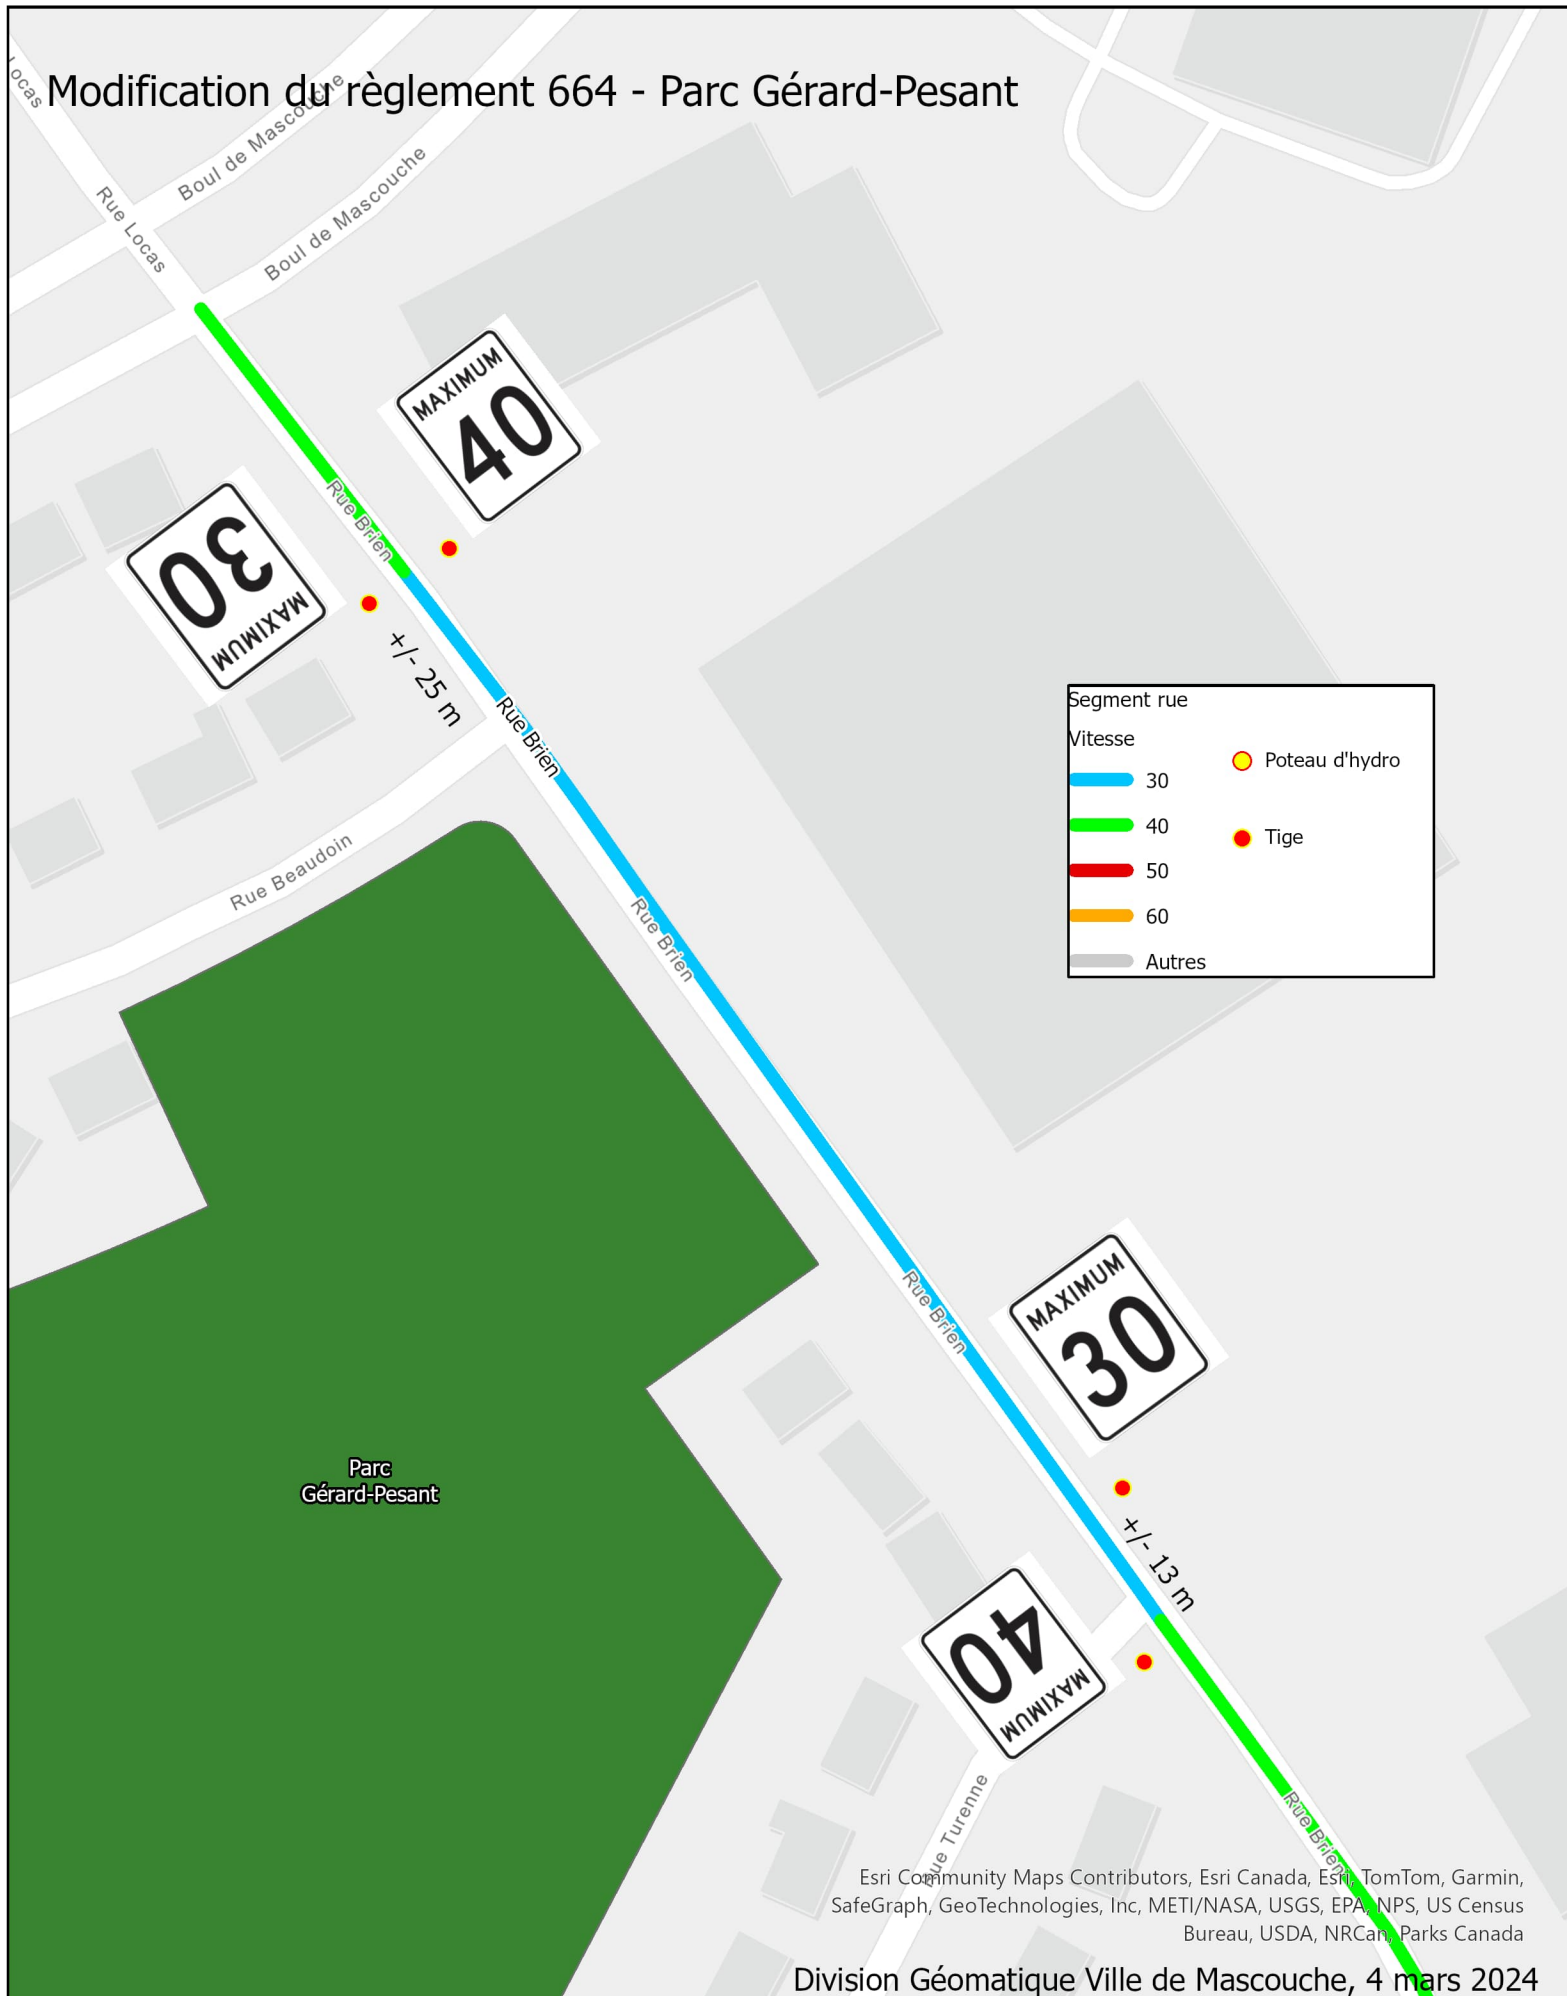 Modification du règlement 664 - Parc Gérard-Pesant
Locas
Boul de Mascouche
Boul de Mascouche
Rue Locas
MAXIMUM
40
Rue Brien
30
MAXIMUM
+/- 25 m
Rue Brien
Segment rue
Vitesse
30
40
50
60
Autres
Poteau d'hydro
Tige
Rue Beaudoin
Rue Brien
MAXIMUM
30
Rue Brien
Parc
Gérard-Pesant
+/- 13 m
40
MAXIMUM
Rue Turenne
Rue Brien
Esri Community Maps Contributors, Esri Canada, Esri, TomTom, Garmin,
SafeGraph, GeoTechnologies, Inc, METI/NASA, USGS, EPA, NPS, US Census
Bureau, USDA, NRCan, Parks Canada
Division Géomatique Ville de Mascouche, 4 mars 2024